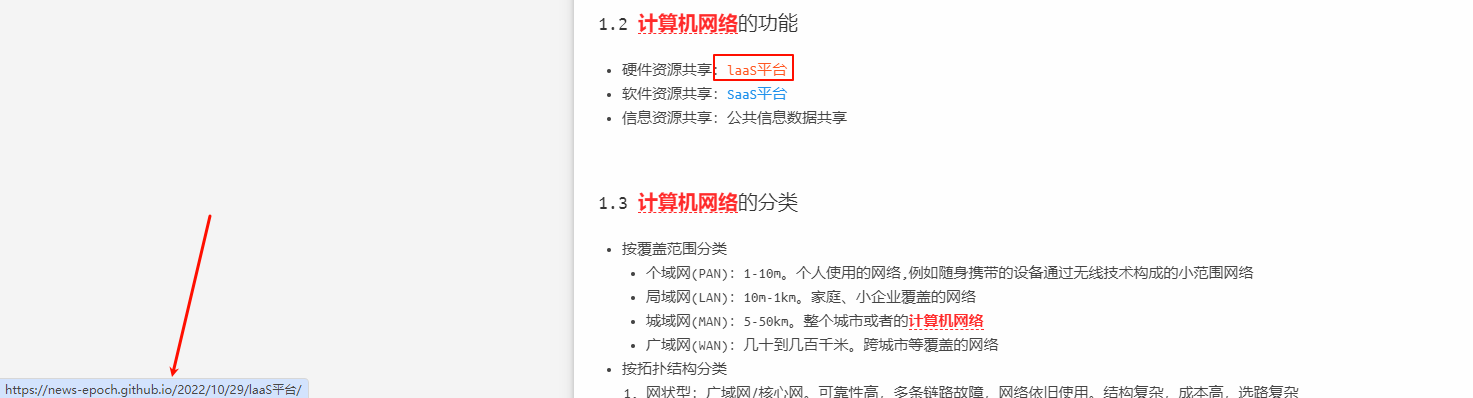 1.2 计算机网络的功能
硬件资源共享：laaS平台
软件资源共享：SaaS平台
信息资源共享：公共信息数据共享
1.3 计算机网络的分类
按覆盖范围分类
个域网(PAN)：1-10m。个人使用的网络,例如随身携带的设备通过无线技术构成的小范围网络
局域网(LAN)：10m-1km。家庭、小企业覆盖的网络
城域网(MAN)：5-50km。整个城市或者的计算机网络
广域网(WAN)：几十到几百千米。跨城市等覆盖的网络
按拓扑结构分类
1. 网状型：广域网/核心网。可靠性高，多条链路故障，网络依旧使用。结构复杂，成本高，选路复杂
https://news-epoch.github.io/2022/10/29/laaS平台/